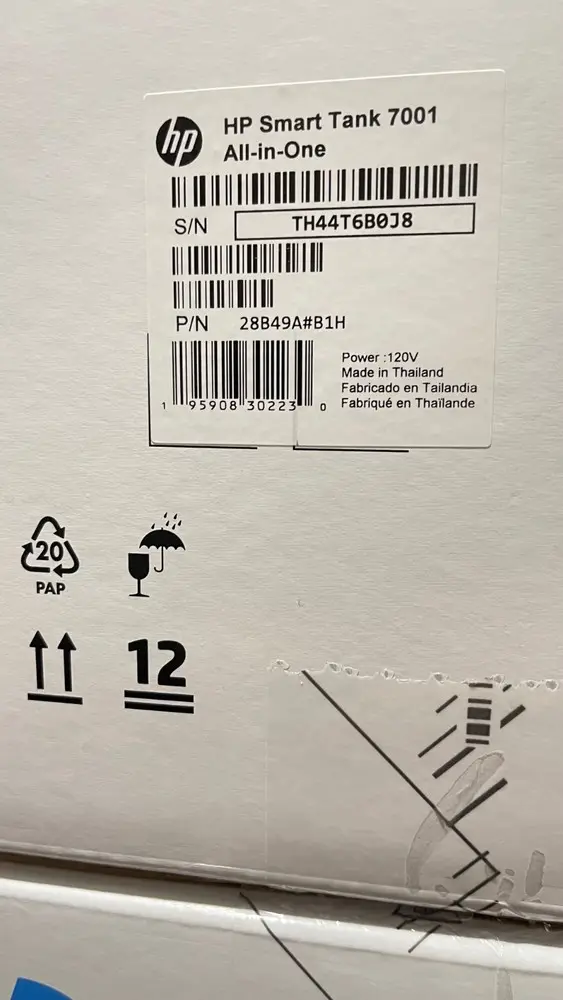 hp
HP Smart Tank 7001
All-in-One
S/N TH44T6B0J8
P/N 28B49A#B1H
Power :120V
Made in Thailand
Fabricado en Tailandia
Fabriqué en Thaïlande
1 95908 30223 0
20
PAP
12